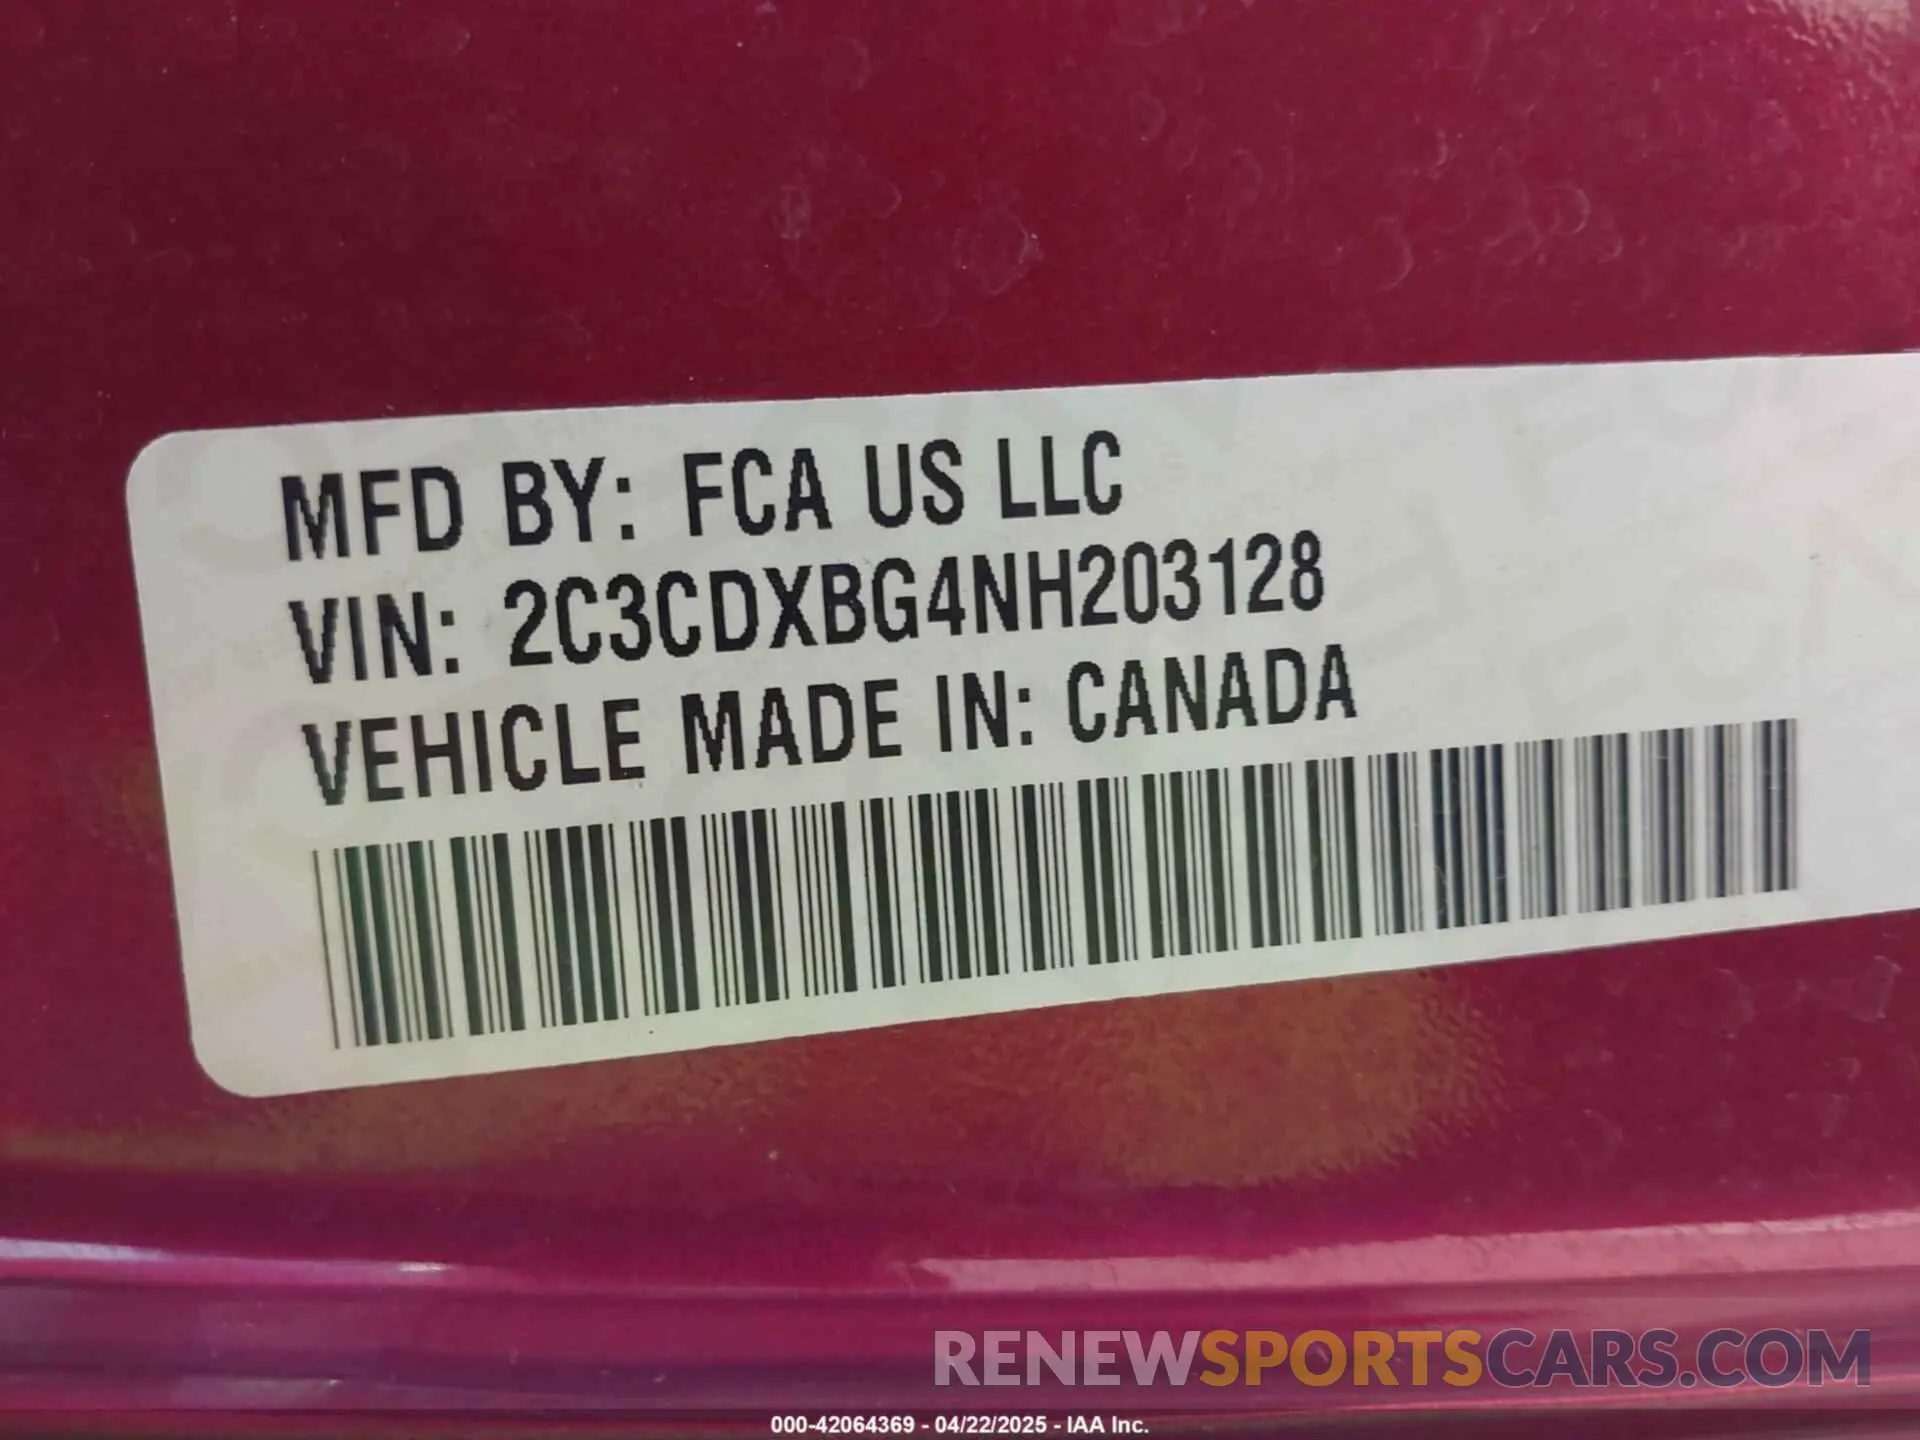 MFD BY: FCA US LLC
VIN: 2C3CDXBG4NH203128
VEHICLE MADE IN: CANADA
RENEWSPORTSCARS.COM
000-42064369 - 04/22/2025 - IAA Inc.